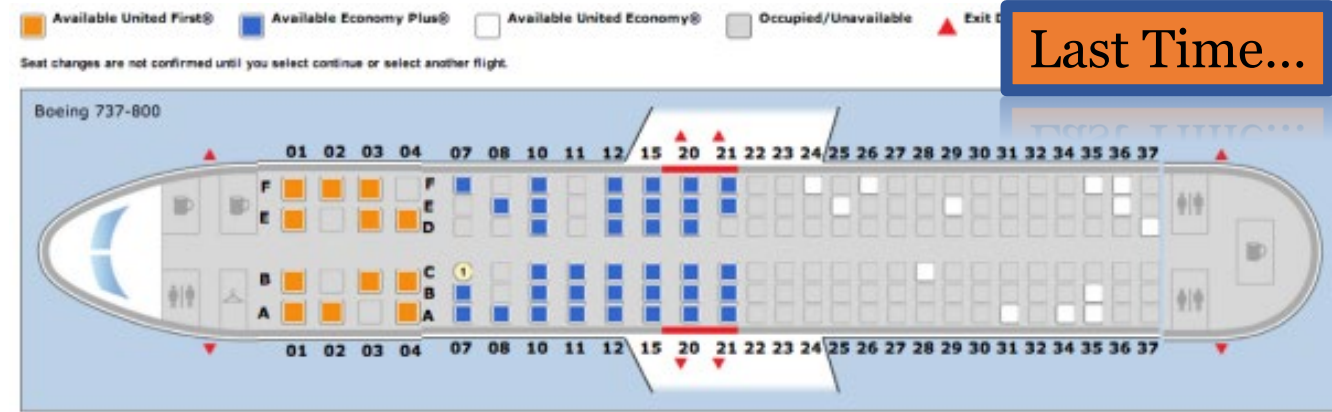 Available United First®
Available Economy Plus®
Available United Economy®
Occupied/Unavailable
Exit
Last Time...
Seat changes are not confirmed until you select continue or select another flight.
Boeing 737-800
01 02 03 04 07 08 10 11 12 15 20 21 22 23 24 25 26 27 28 29 30 31 32 34 35 36 37
F F
E E
D
1 C
B B
A A
01 02 03 04 07 08 10 11 12 15 20 21 22 23 24 25 26 27 28 29 30 31 32 34 35 36 37